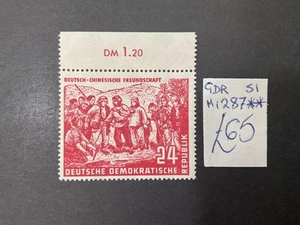 DM 1.20
DEUTSCH-CHINESISCHE FREUNDSCHAFT
24
DEUTSCHE DEMOKRATISCHE
REPUBLIK
GDR 51
Mi 287**
£65